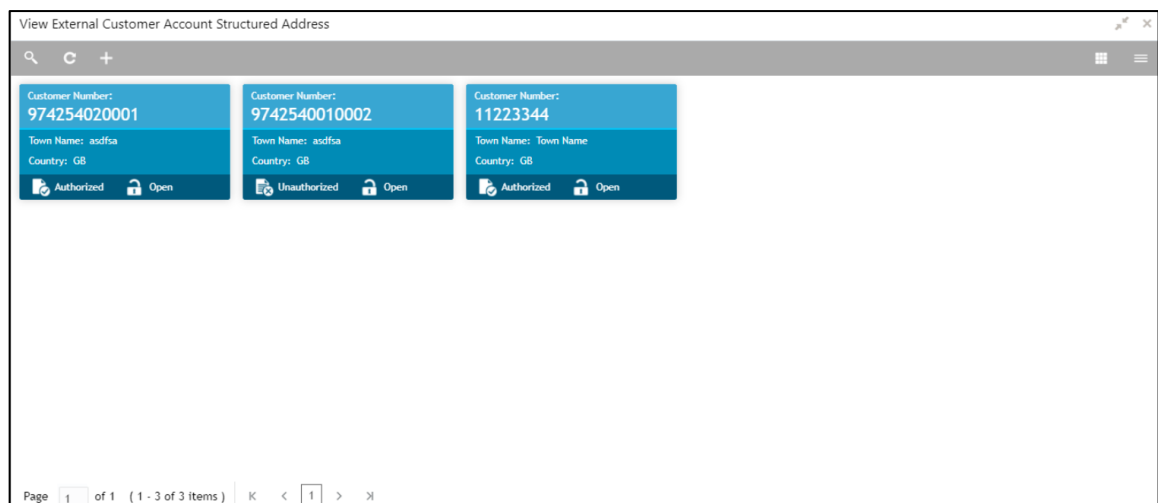 View External Customer Account Structured Address
Customer Number:
974254020001
Town Name: asdfsa
Country: GB
Authorized Open
Customer Number:
9742540010002
Town Name: asdfsa
Country: GB
Unauthorized Open
Customer Number:
11223344
Town Name: Town Name
Country: GB
Authorized Open
Page 1 of 1 ( 1 - 3 of 3 items ) K < 1 > X